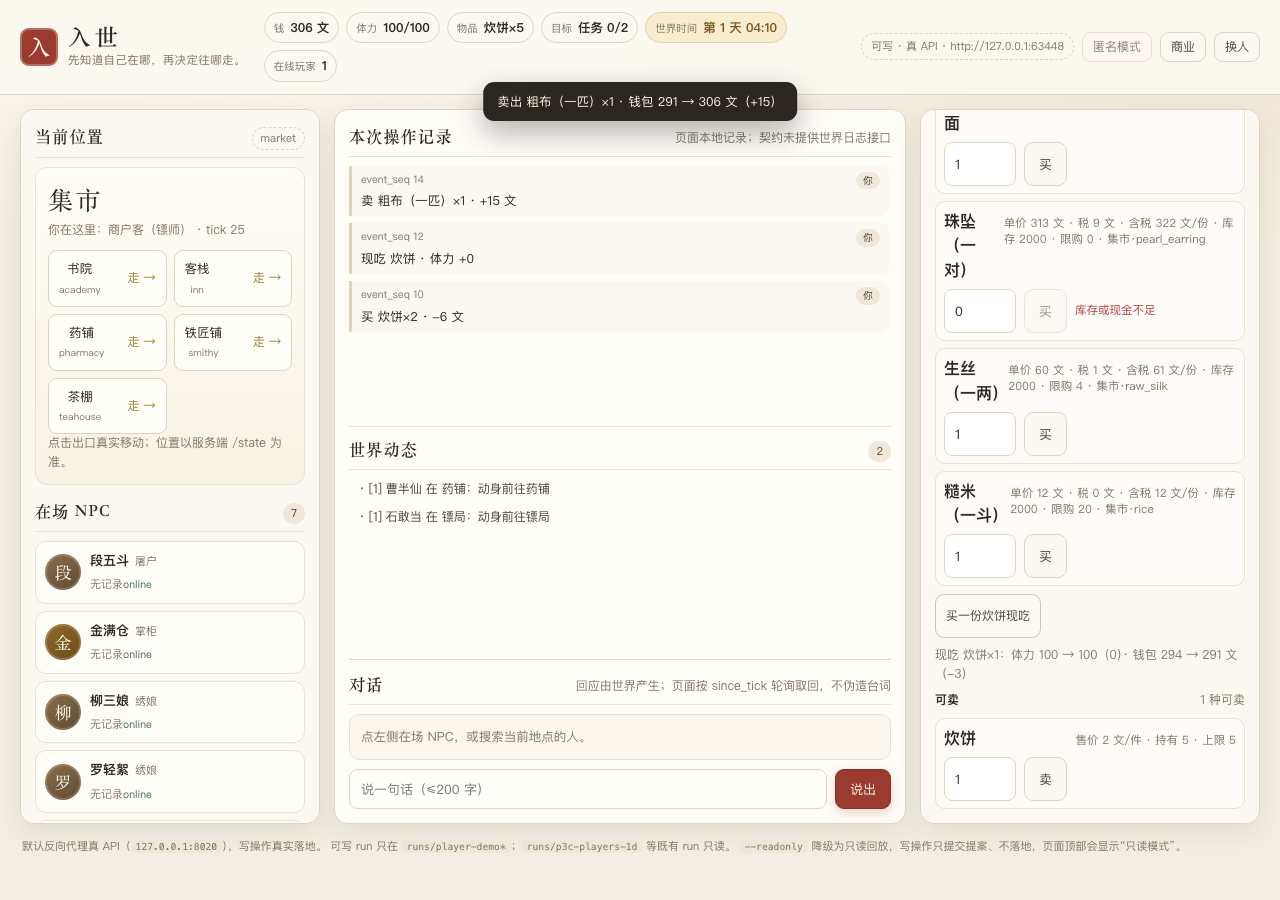 入
入世
先知道自己在哪，再决定往哪走。
钱 306 文
体力 100/100
物品 炊饼×5
目标 任务 0/2
世界时间 第 1 天 04:10
在线玩家 1
可写 · 真 API · http://127.0.0.1:63448
匿名模式
商业
换人
卖出 粗布（一匹）×1 · 钱包 291 → 306 文（+15）
当前位置
market
集市
你在这里：商户客（镖师） · tick 25
书院
academy
走 →
客栈
inn
走 →
药铺
pharmacy
走 →
铁匠铺
smithy
走 →
茶棚
teahouse
走 →
点击出口真实移动；位置以服务端 /state 为
准。
在场 NPC
7
段
段五斗 屠户
无记录online
金
金满仓 掌柜
无记录online
柳
柳三娘 绣娘
无记录online
罗
罗轻絮 绣娘
无记录online
本次操作记录
页面本地记录；契约未提供世界日志接口
event_seq 14
你
卖 粗布（一匹）×1 · +15 文
event_seq 12
你
现吃 炊饼 · 体力 +0
event_seq 10
你
买 炊饼×2 · −6 文
世界动态
2
· [1] 曹半仙 在 药铺：动身前往药铺
· [1] 石敢当 在 镖局：动身前往镖局
对话
回应由世界产生；页面按 since_tick 轮询取回，不伪造台词
点左侧在场 NPC，或搜索当前地点的人。
说一句话（≤200 字）
说出
面
1
买
珠坠
（一
对）
单价 313 文 · 税 9 文 · 含税 322 文/份 · 库
存 2000 · 限购 0 · 集市·pearl_earring
0
买
库存或现金不足
生丝
（一两）
单价 60 文 · 税 1 文 · 含税 61 文/份 · 库存
2000 · 限购 4 · 集市·raw_silk
1
买
糙米
（一斗）
单价 12 文 · 税 0 文 · 含税 12 文/份 · 库存
2000 · 限购 20 · 集市·rice
1
买
买一份炊饼现吃
现吃 炊饼×1：体力 100 → 100（0）· 钱包 294 → 291 文
（−3）
可卖
1 种可卖
炊饼
售价 2 文/件 · 持有 5 · 上限 5
1
卖
默认反向代理真 API（ 127.0.0.1:8020 ），写操作真实落地。 可写 run 只在 runs/player-demo* ； runs/p3c-players-1d 等既有 run 只读。 --readonly 降级为只读回放，写操作只提交提案、不落地，页面顶部会显示“只读模式”。